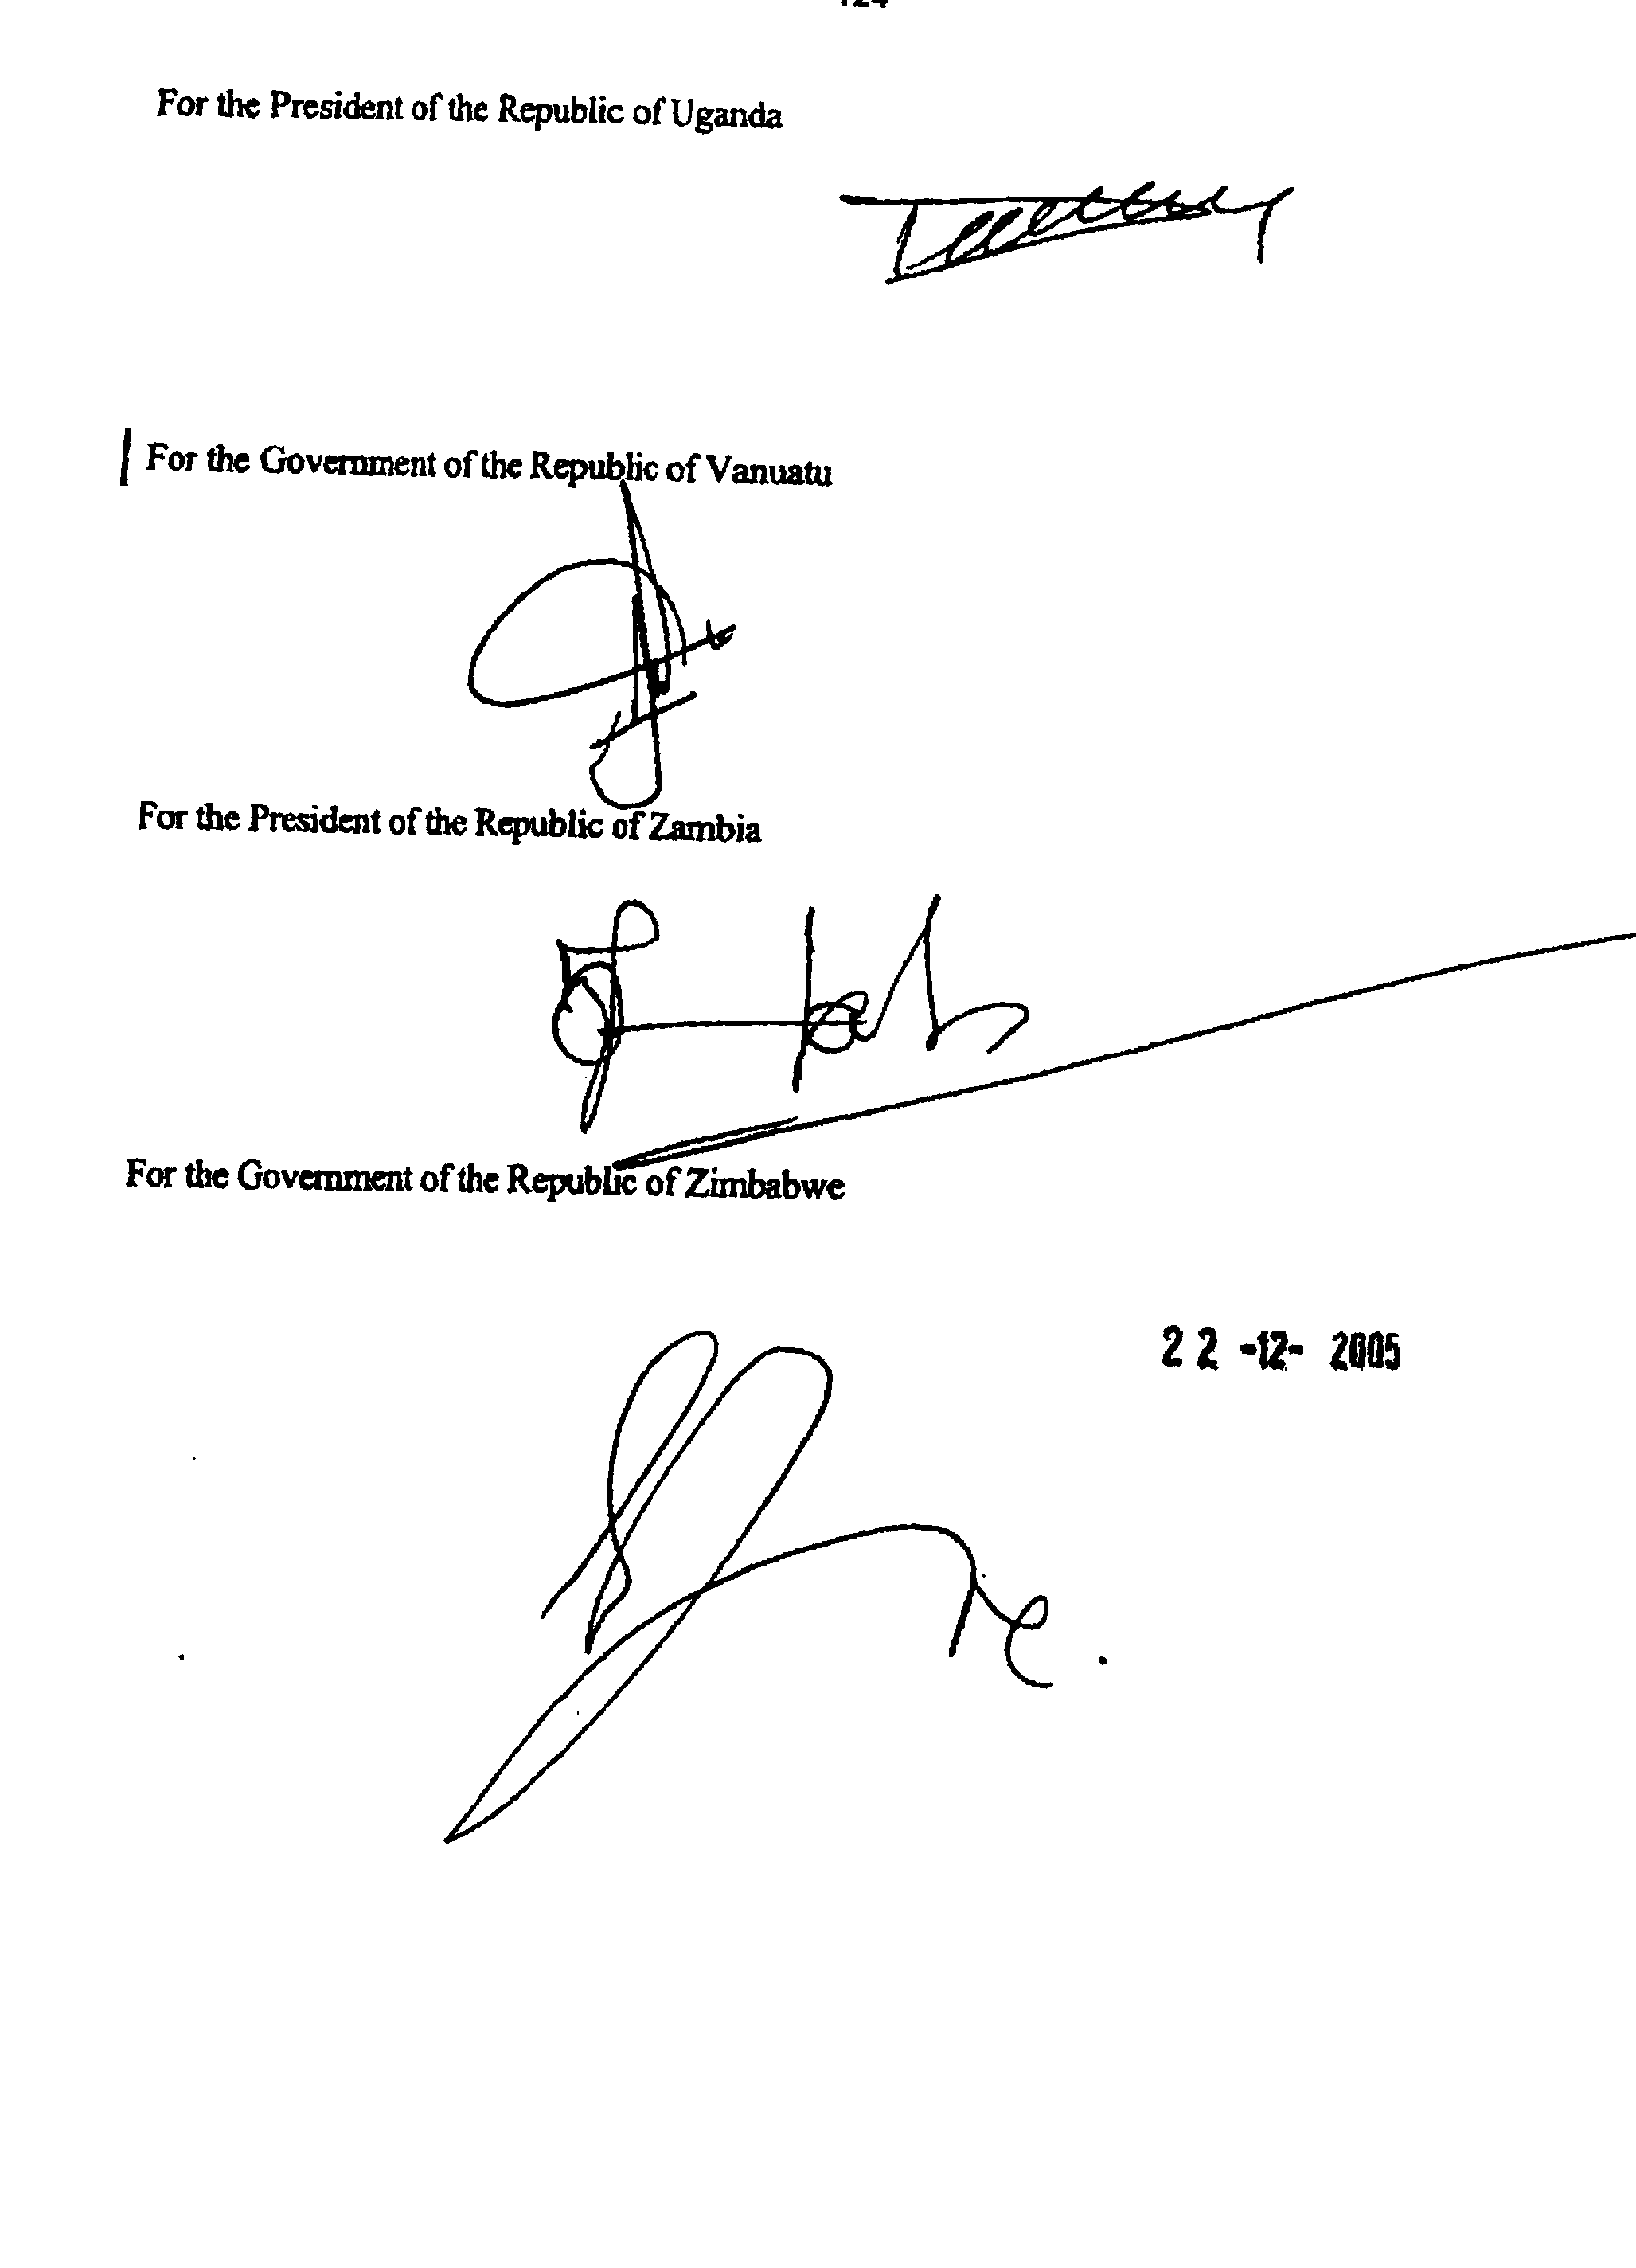 124
For the President of the Republic of Uganda
For the Government of the Republic of Vanuatu
For the President of the Republic of Zambia
For the Government of the Republic of Zimbabwe
22 -12- 2005